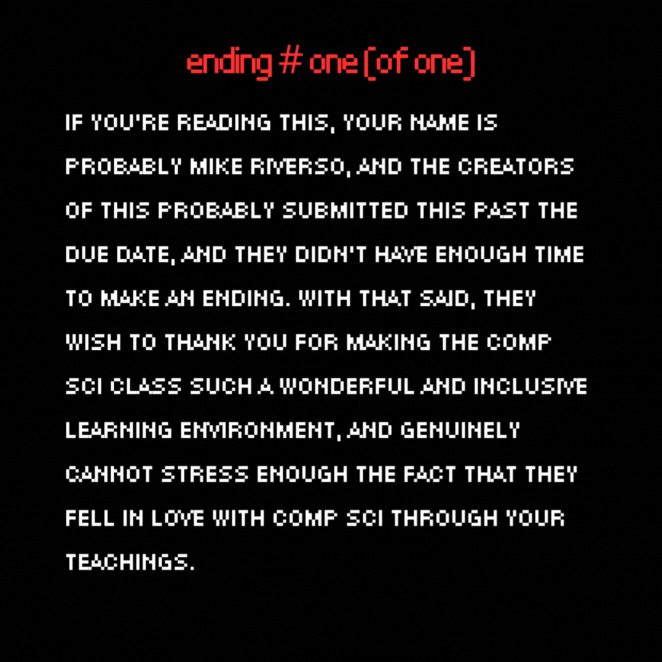 ending # one (of one)
IF YOU'RE READING THIS, YOUR NAME IS
PROBABLY MIKE RIVERSO, AND THE CREATORS
OF THIS PROBABLY SUBMITTED THIS PAST THE
DUE DATE, AND THEY DIDN'T HAVE ENOUGH TIME
TO MAKE AN ENDING. WITH THAT SAID, THEY
WISH TO THANK YOU FOR MAKING THE COMP
SCI CLASS SUCH A WONDERFUL AND INCLUSIVE
LEARNING ENVIRONMENT, AND GENUINELY
CANNOT STRESS ENOUGH THE FACT THAT THEY
FELL IN LOVE WITH COMP SCI THROUGH YOUR
TEACHINGS.